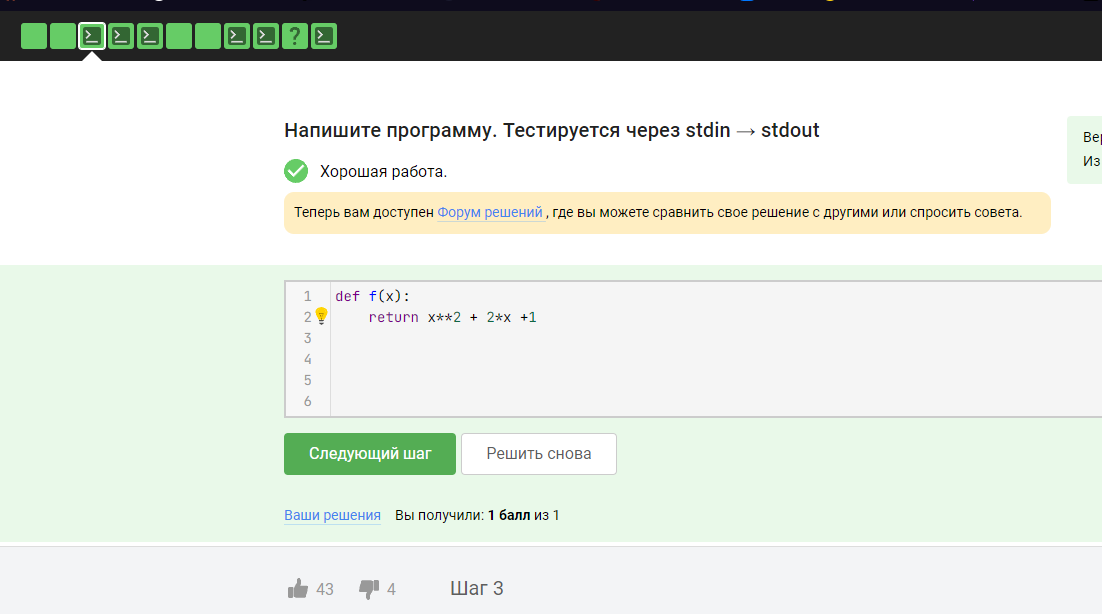 Напишите программу. Тестируется через stdin → stdout
Хорошая работа.
Теперь вам доступен Форум решений , где вы можете сравнить свое решение с другими или спросить совета.
Из
1 def f(x):
2 return x**2 + 2*x +1
3
4
5
6
Следующий шаг Решить снова
Ваши решения Вы получили: 1 балл из 1
43 4 Шаг 3